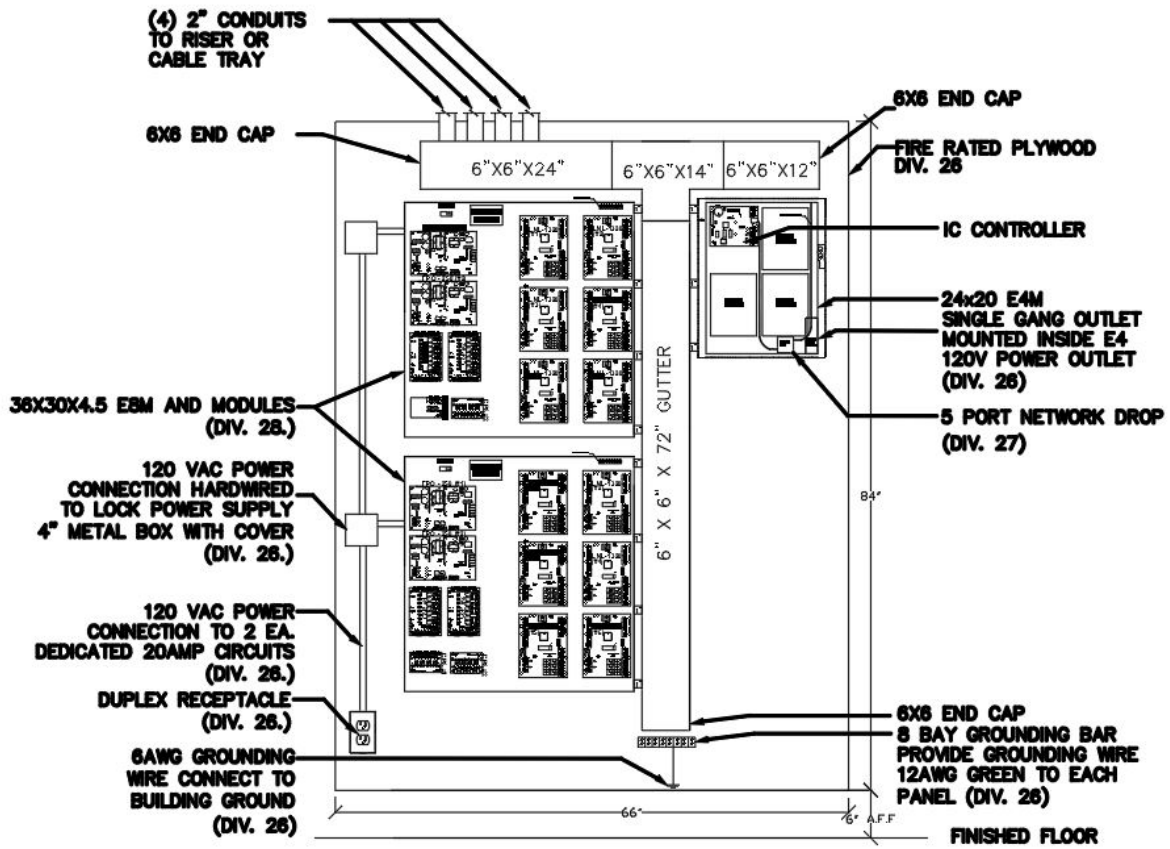 (4) 2" CONDUITS
TO RISER OR
CABLE TRAY
6X6 END CAP
6X6 END CAP
FIRE RATED PLYWOOD
DIV. 26
6"X6"X24"
6"X6"X14"
6"X6"X12"
IC CONTROLLER
24x20 E4M
SINGLE GANG OUTLET
MOUNTED INSIDE E4
120V POWER OUTLET
(DIV. 26)
5 PORT NETWORK DROP
(DIV. 27)
36X30X4.5 E8M AND MODULES
(DIV. 28.)
6" X 6" X 72" GUTTER
84"
120 VAC POWER
CONNECTION HARDWIRED
TO LOCK POWER SUPPLY
4" METAL BOX WITH COVER
(DIV. 26.)
120 VAC POWER
CONNECTION TO 2 EA.
DEDICATED 20AMP CIRCUITS
(DIV. 26.)
DUPLEX RECEPTACLE
(DIV. 26.)
6AWG GROUNDING
WIRE CONNECT TO
BUILDING GROUND
(DIV. 26)
6X6 END CAP
8 BAY GROUNDING BAR
PROVIDE GROUNDING WIRE
12AWG GREEN TO EACH
PANEL (DIV. 26)
66"
6" A.F.F
FINISHED FLOOR